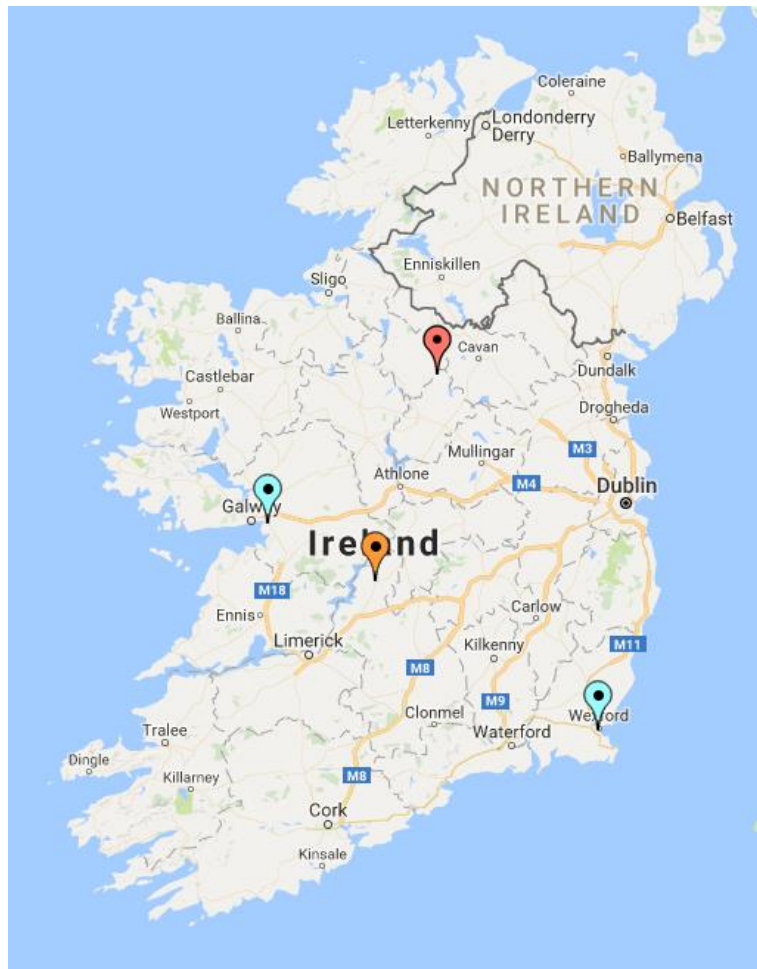 Coleraine
Letterkenny
Londonderry
Derry
Ballymena
NORTHERN
IRELAND
Belfast
Enniskillen
Sligo
Ballina
Cavan
Castlebar
Dundalk
Westport
Drogheda
Mullingar
M3
Athlone
M4
Dublin
Galway
Ireland
M18
Carlow
Ennis
Limerick
Kilkenny
M11
M8
M9
Clonmel
Wexford
Tralee
Waterford
Dingle
Killarney
M8
Cork
Kinsale